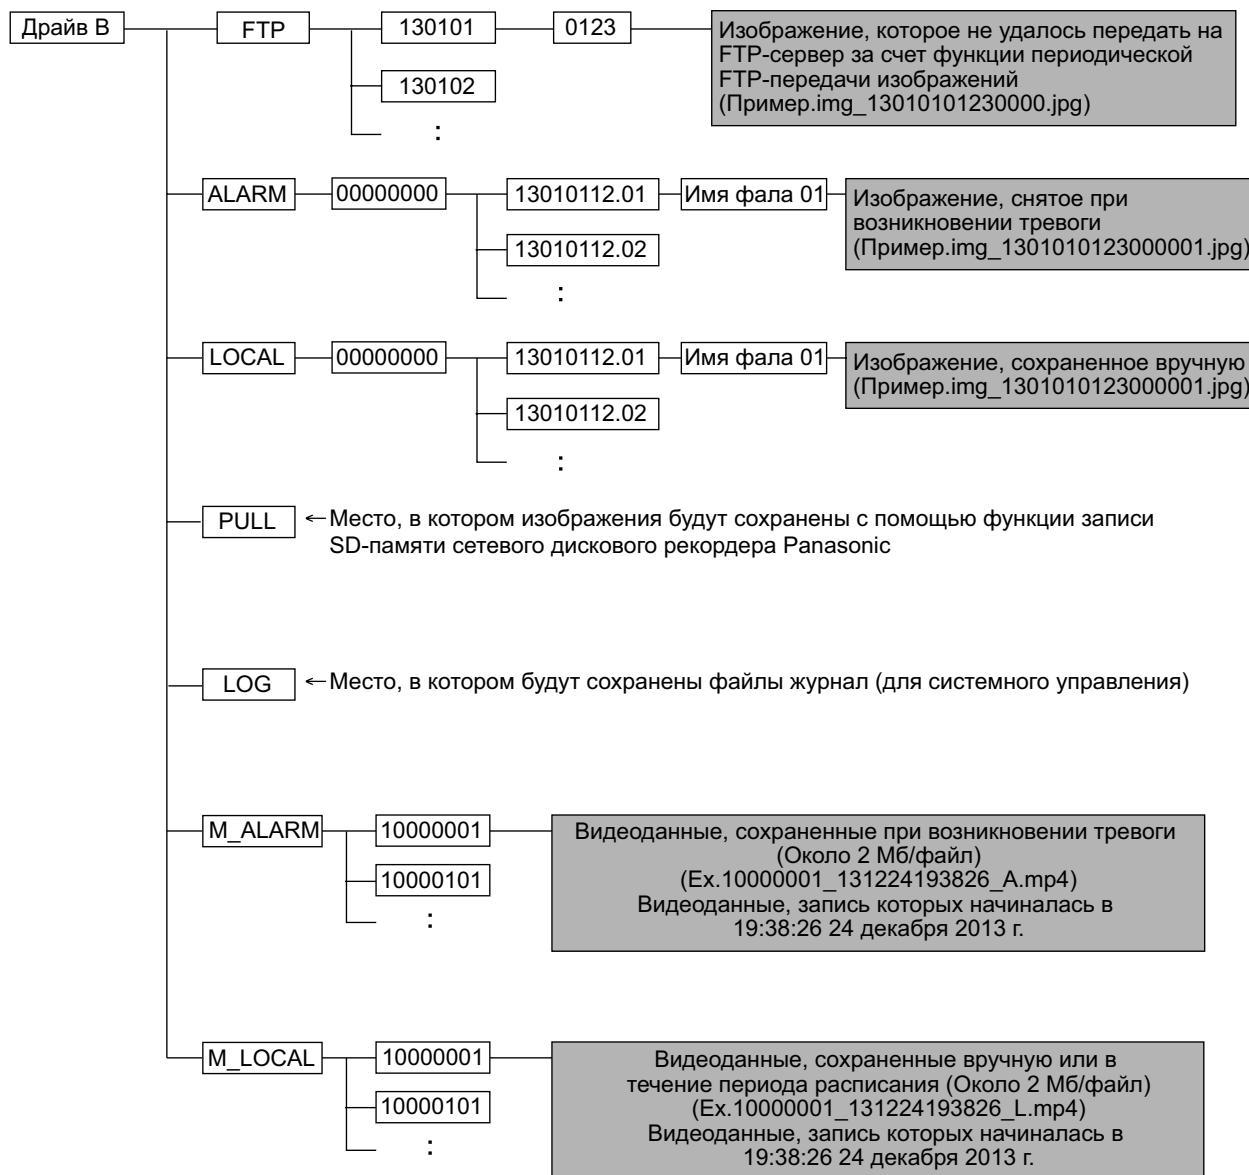 Драйв B
FTP
130101
0123
Изображение, которое не удалось передать на
FTP-сервер за счет функции периодической
FTP-передачи изображений
(Пример.img_13010101230000.jpg)
130102
:
ALARM
00000000
13010112.01
Имя фала 01
Изображение, снятое при
возникновении тревоги
(Пример.img_1301010123000001.jpg)
13010112.02
:
LOCAL
00000000
13010112.01
Имя фала 01
Изображение, сохраненное вручную
(Пример.img_1301010123000001.jpg)
13010112.02
:
PULL
←Место, в котором изображения будут сохранены с помощью функции записи
SD-памяти сетевого дискового рекордера Panasonic
LOG
←Место, в котором будут сохранены файлы журнал (для системного управления)
M_ALARM
10000001
Видеоданные, сохраненные при возникновении тревоги
(Около 2 Мб/файл)
(Ex.10000001_131224193826_A.mp4)
Видеоданные, запись которых начиналась в
19:38:26 24 декабря 2013 г.
10000101
:
M_LOCAL
10000001
Видеоданные, сохраненные вручную или в
течение периода расписания (Около 2 Мб/файл)
(Ex.10000001_131224193826_L.mp4)
Видеоданные, запись которых начиналась в
19:38:26 24 декабря 2013 г.
10000101
: